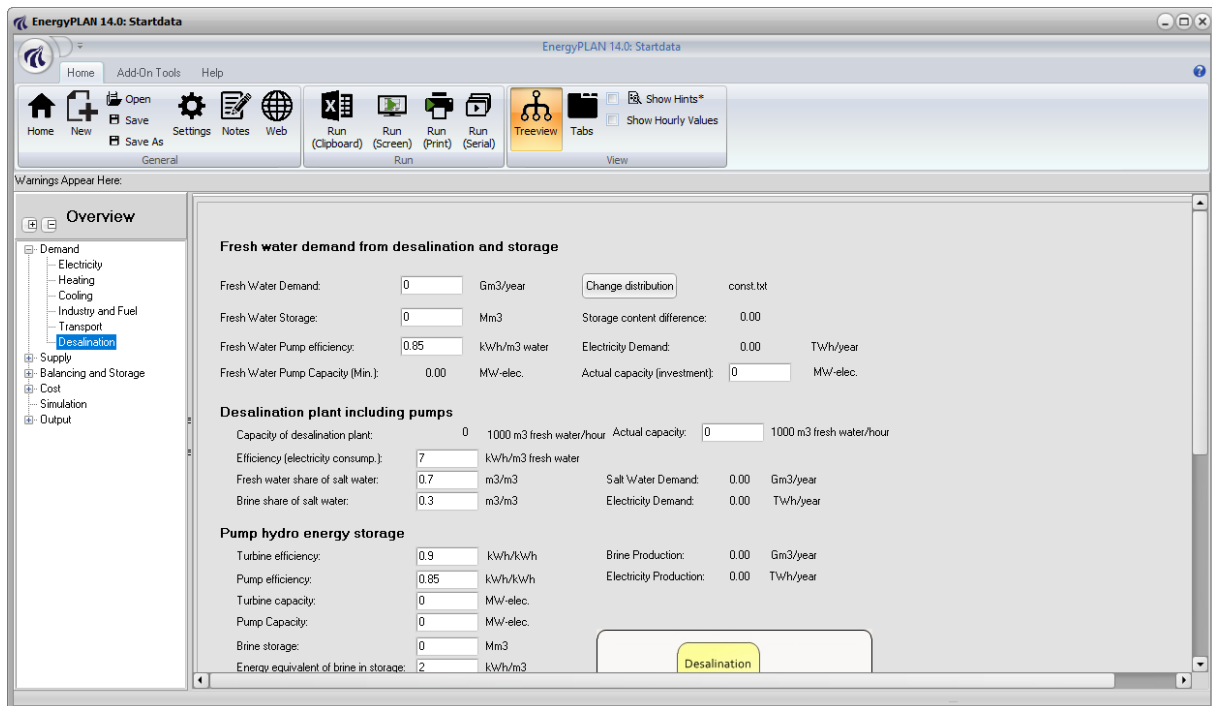 EnergyPLAN 14.0: Startdata
EnergyPLAN 14.0: Startdata
Home Add-On Tools Help
Home New Open Save Save As Settings Notes Web
General
Run (Clipboard) Run (Screen) Run (Print) Run (Serial)
Run
Treeview Tabs Show Hints* Show Hourly Values
View
Warnings Appear Here:
Overview
Demand
Electricity
Heating
Cooling
Industry and Fuel
Transport
Desalination
Supply
Balancing and Storage
Cost
Simulation
Output
Fresh water demand from desalination and storage
Fresh Water Demand: 0 Gm3/year Change distribution const.txt
Fresh Water Storage: 0 Mm3 Storage content difference: 0.00
Fresh Water Pump efficiency: 0.85 kWh/m3 water Electricity Demand: 0.00 TWh/year
Fresh Water Pump Capacity (Min.): 0.00 MW-elec. Actual capacity (investment): 0 MW-elec.
Desalination plant including pumps
Capacity of desalination plant: 0 1000 m3 fresh water/hour Actual capacity: 0 1000 m3 fresh water/hour
Efficiency (electricity consump.): 7 kWh/m3 fresh water
Fresh water share of salt water: 0.7 m3/m3 Salt Water Demand: 0.00 Gm3/year
Brine share of salt water: 0.3 m3/m3 Electricity Demand: 0.00 TWh/year
Pump hydro energy storage
Turbine efficiency: 0.9 kWh/kWh Brine Production: 0.00 Gm3/year
Pump efficiency: 0.85 kWh/kWh Electricity Production: 0.00 TWh/year
Turbine capacity: 0 MW-elec.
Pump Capacity: 0 MW-elec.
Brine storage: 0 Mm3
Energy equivalent of brine in storage: 2 kWh/m3
Desalination